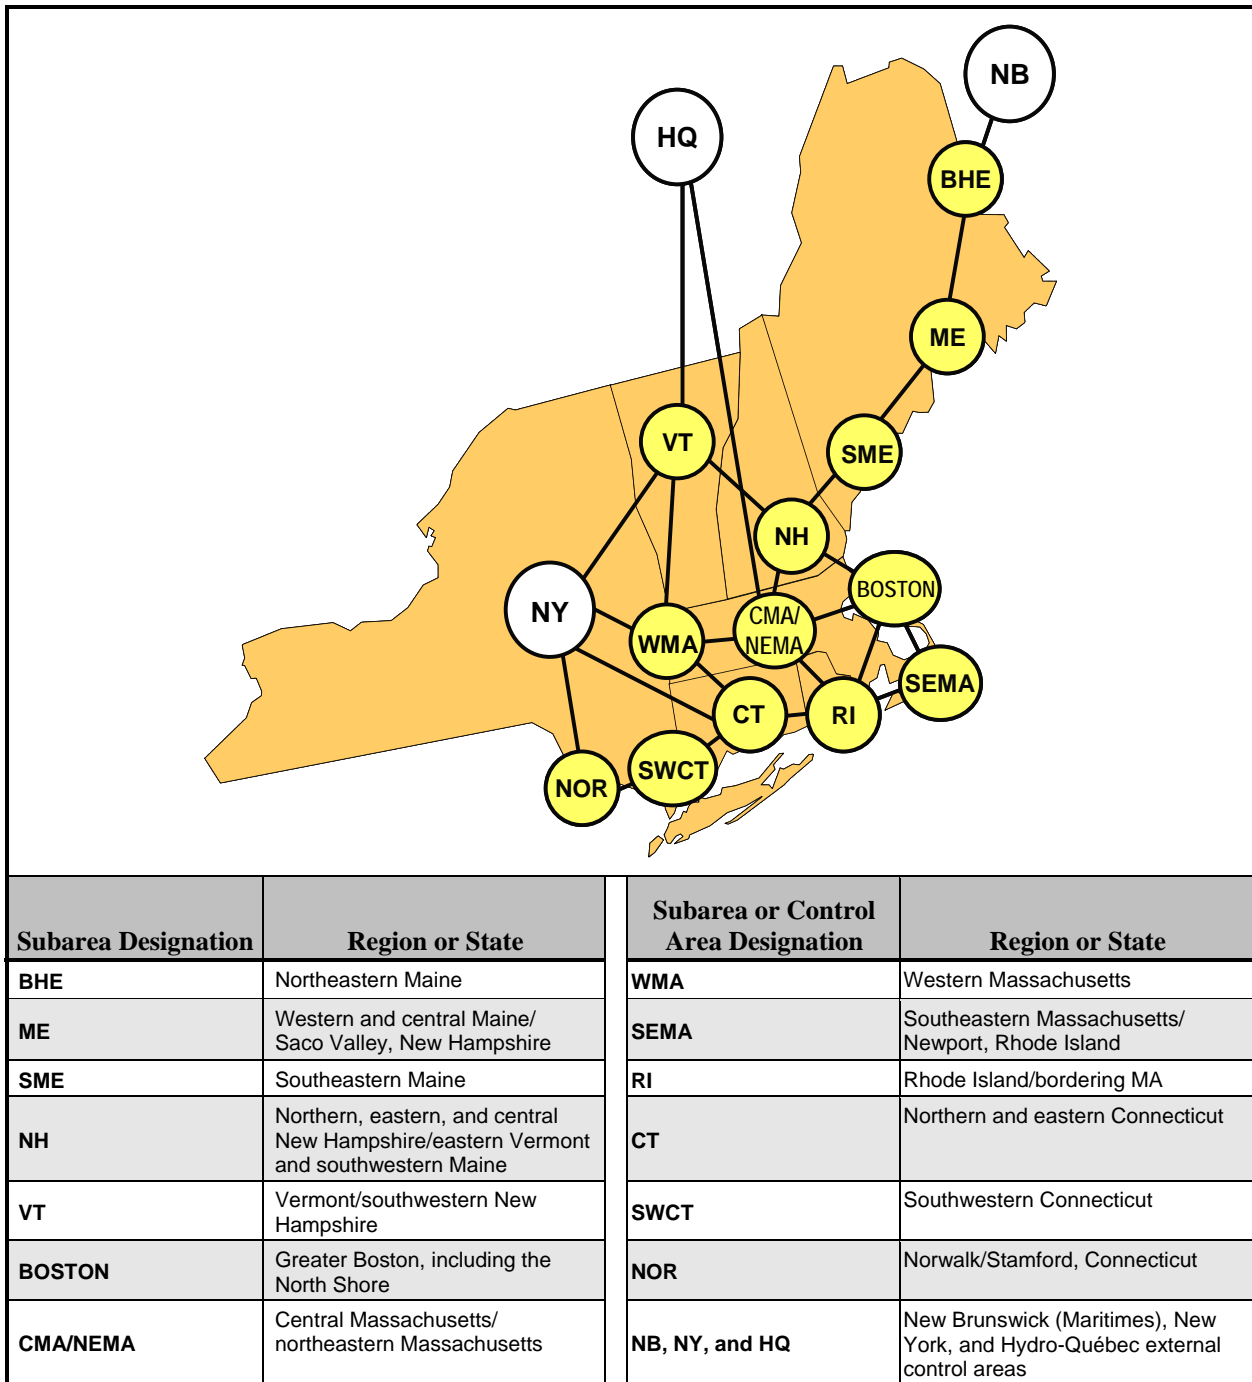 NB
HQ
BHE
ME
VT
SME
NH
BOSTON
NY
CMA/
NEMA
WMA
SEMA
CT
RI
SWCT
NOR
Subarea Designation
Region or State
BHE
Northeastern Maine
ME
Western and central Maine/
Saco Valley, New Hampshire
SME
Southeastern Maine
NH
Northern, eastern, and central
New Hampshire/eastern Vermont
and southwestern Maine
VT
Vermont/southwestern New
Hampshire
BOSTON
Greater Boston, including the
North Shore
CMA/NEMA
Central Massachusetts/
northeastern Massachusetts
Subarea or Control
Area Designation
Region or State
WMA
Western Massachusetts
SEMA
Southeastern Massachusetts/
Newport, Rhode Island
RI
Rhode Island/bordering MA
CT
Northern and eastern Connecticut
SWCT
Southwestern Connecticut
NOR
Norwalk/Stamford, Connecticut
NB, NY, and HQ
New Brunswick (Maritimes), New
York, and Hydro-Québec external
control areas